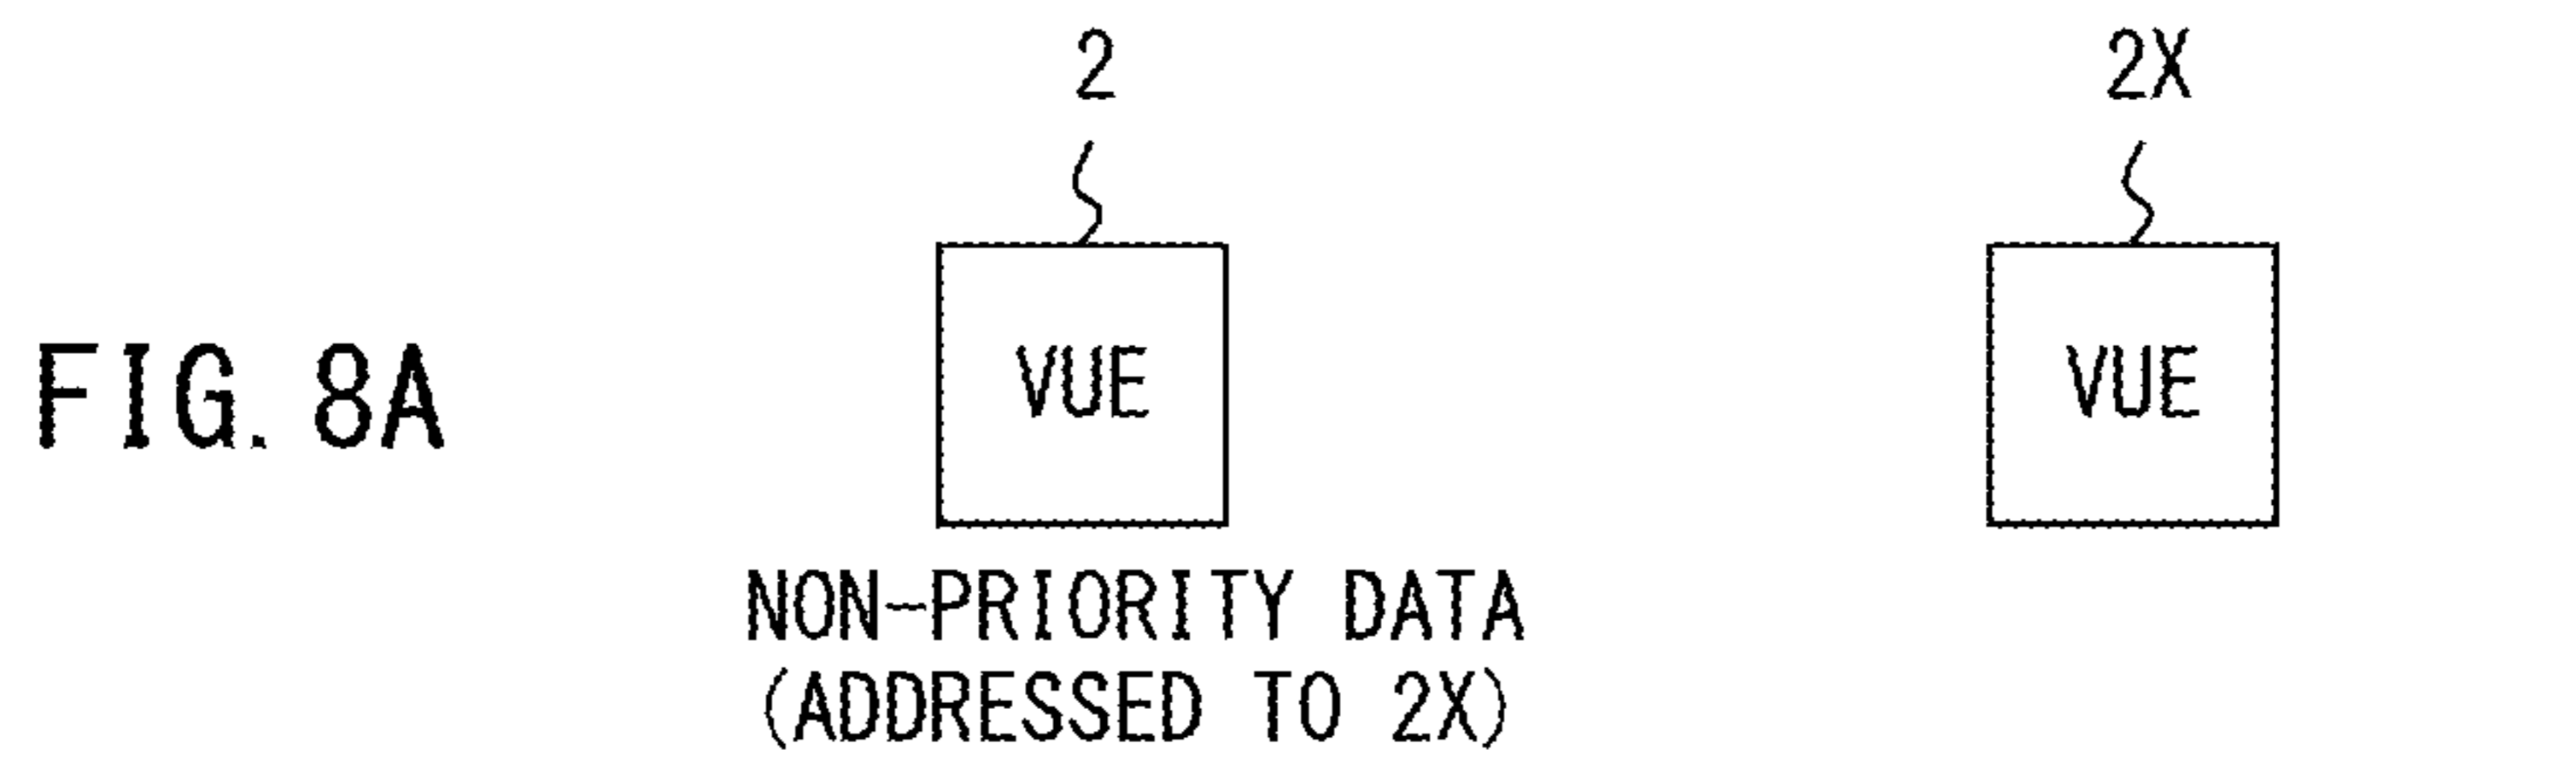 2
2X
FIG. 8A
VUE
VUE
NON-PRIORITY DATA
(ADDRESSED TO 2X)